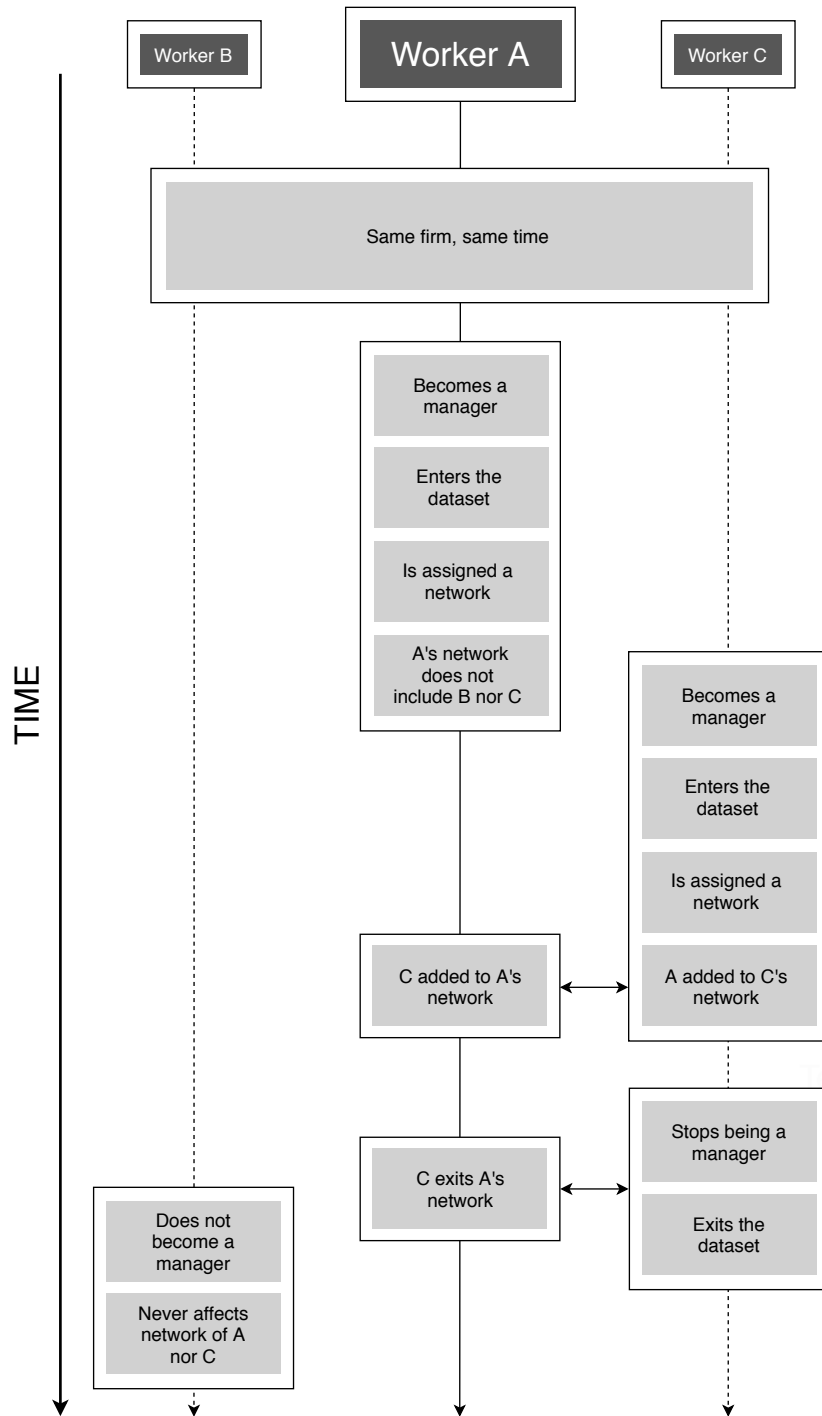 Worker B
Worker A
Worker C
Same firm, same time
Becomes a
manager
Enters the
dataset
Is assigned a
network
A's network
does not
include B nor C
TIME
Becomes a
manager
Enters the
dataset
Is assigned a
network
C added to A's
network
A added to C's
network
Stops being a
manager
C exits A's
network
Exits the
dataset
Does not
become a
manager
Never affects
network of A
nor C